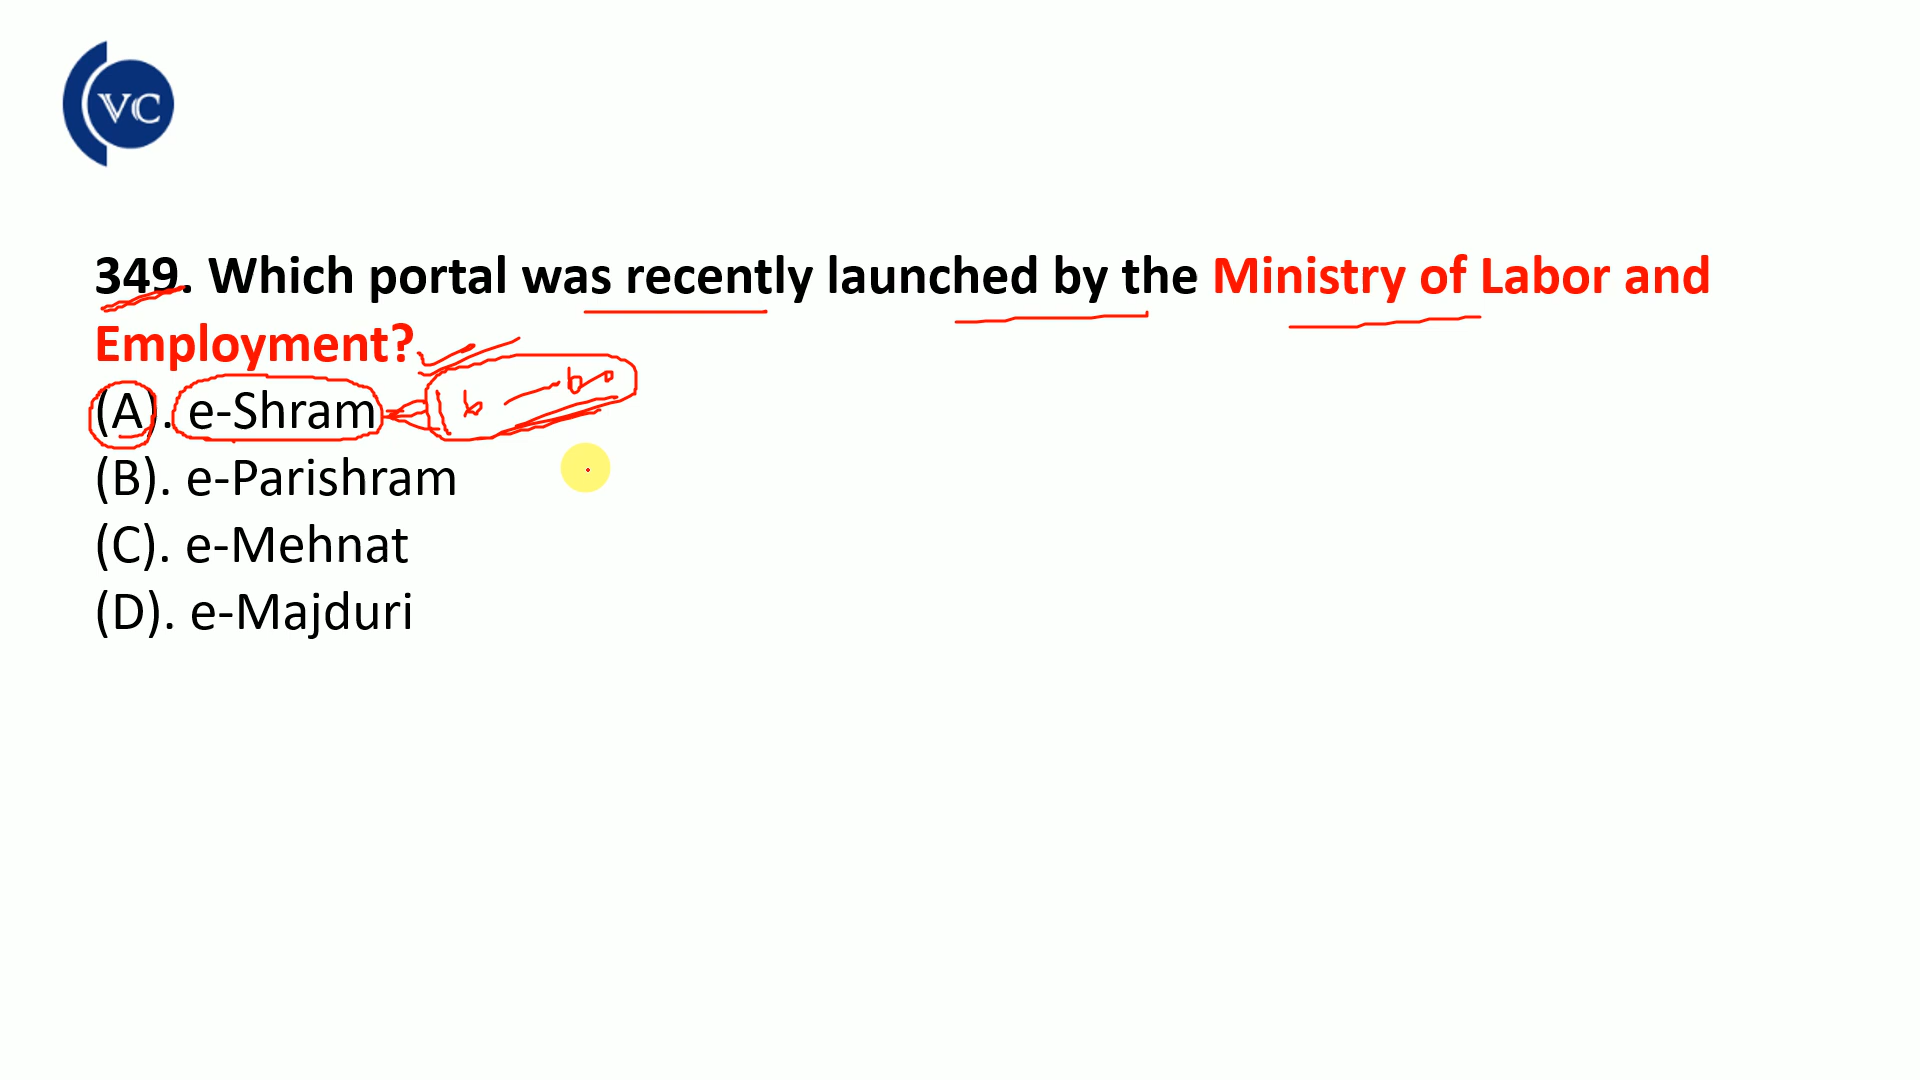 VC
349. Which portal was recently launched by the Ministry of Labor and
Employment?
(A). e-Shram
(B). e-Parishram
(C). e-Mehnat
(D). e-Majduri